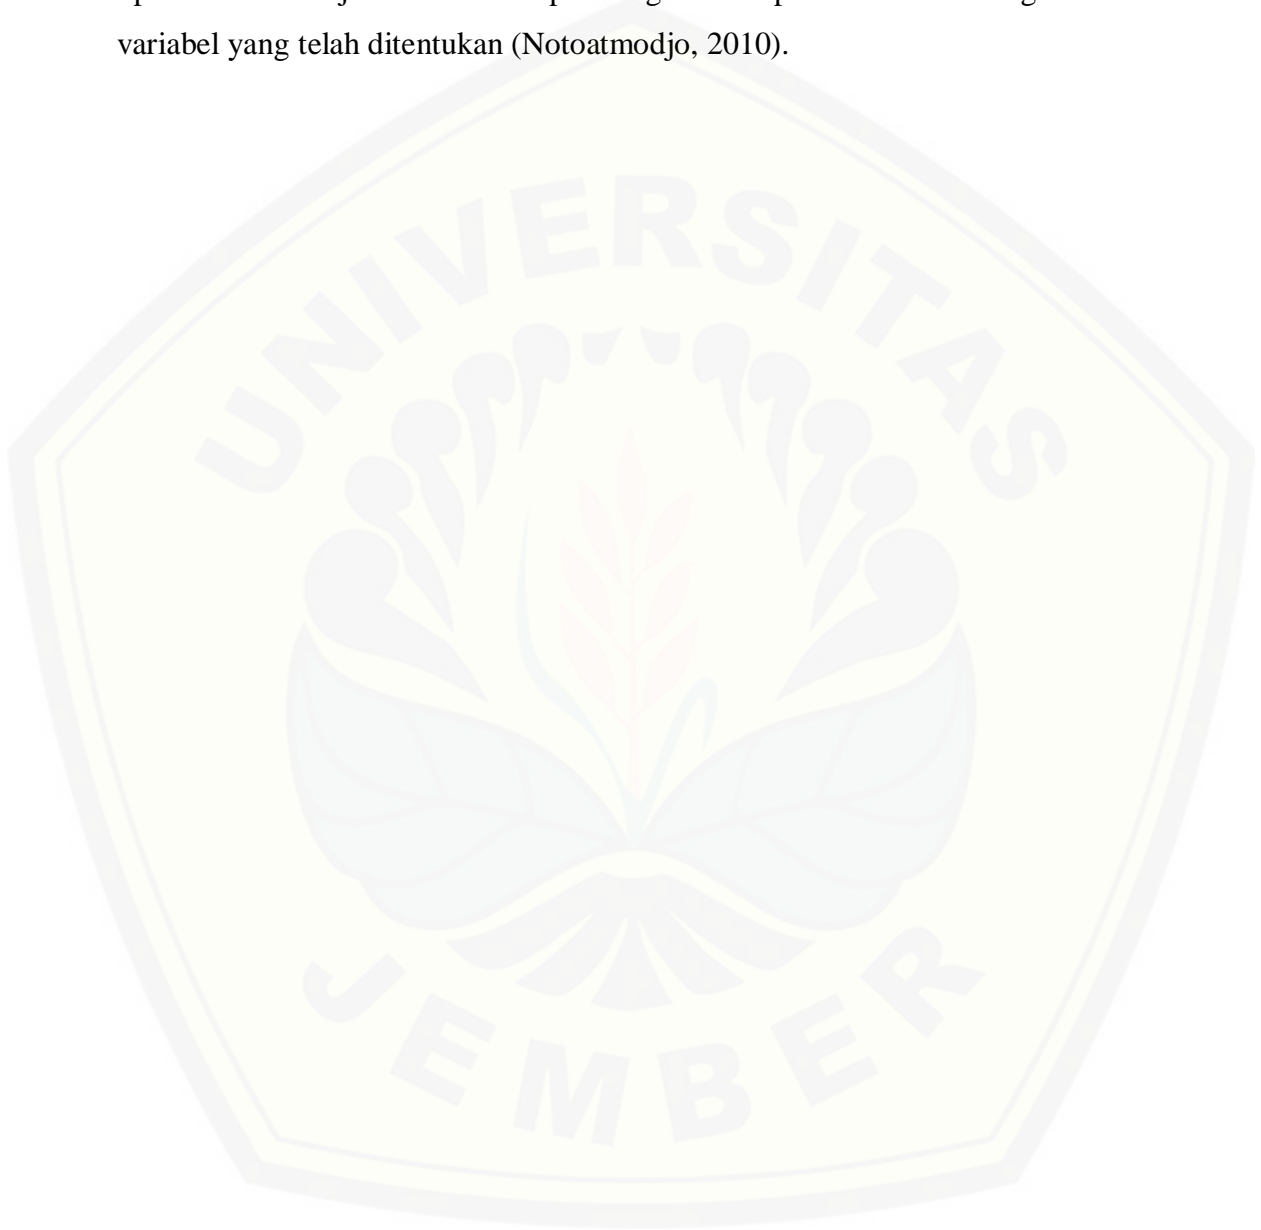 variabel yang telah ditentukan (Notoatmodjo, 2010).
UNIVERSITAS
JEMBER